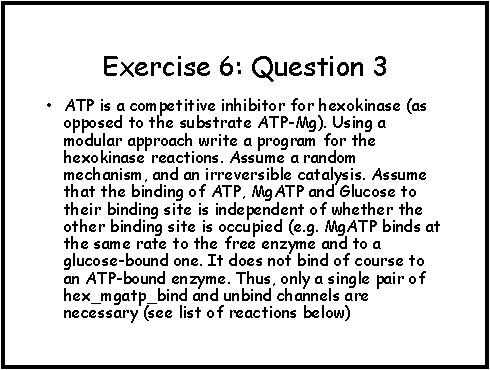 Exercise 6: Question 3
• ATP is a competitive inhibitor for hexokinase (as
opposed to the substrate ATP-Mg). Using a
modular approach write a program for the
hexokinase reactions. Assume a random
mechanism, and an irreversible catalysis. Assume
that the binding of ATP, MgATP and Glucose to
their binding site is independent of whether the
other binding site is occupied (e.g. MgATP binds at
the same rate to the free enzyme and to a
glucose-bound one. It does not bind of course to
an ATP-bound enzyme. Thus, only a single pair of
hex_mgatp_bind and unbind channels are
necessary (see list of reactions below)